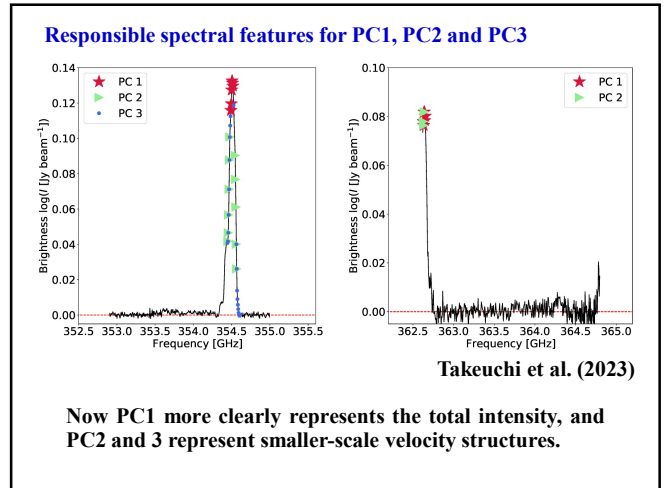 Responsible spectral features for PC1, PC2 and PC3
0.14
0.12
0.10
0.08
0.06
0.04
0.02
0.00
Brightness log(I [Jy beam−1])
PC 1
PC 2
PC 3
352.5 353.0 353.5 354.0 354.5 355.0 355.5
Frequency [GHz]
0.10
0.08
0.06
0.04
0.02
0.00
Brightness log(I [Jy beam−1])
PC 1
PC 2
362.5 363.0 363.5 364.0 364.5 365.0
Frequency [GHz]
Takeuchi et al. (2023)
Now PC1 more clearly represents the total intensity, and
PC2 and 3 represent smaller-scale velocity structures.